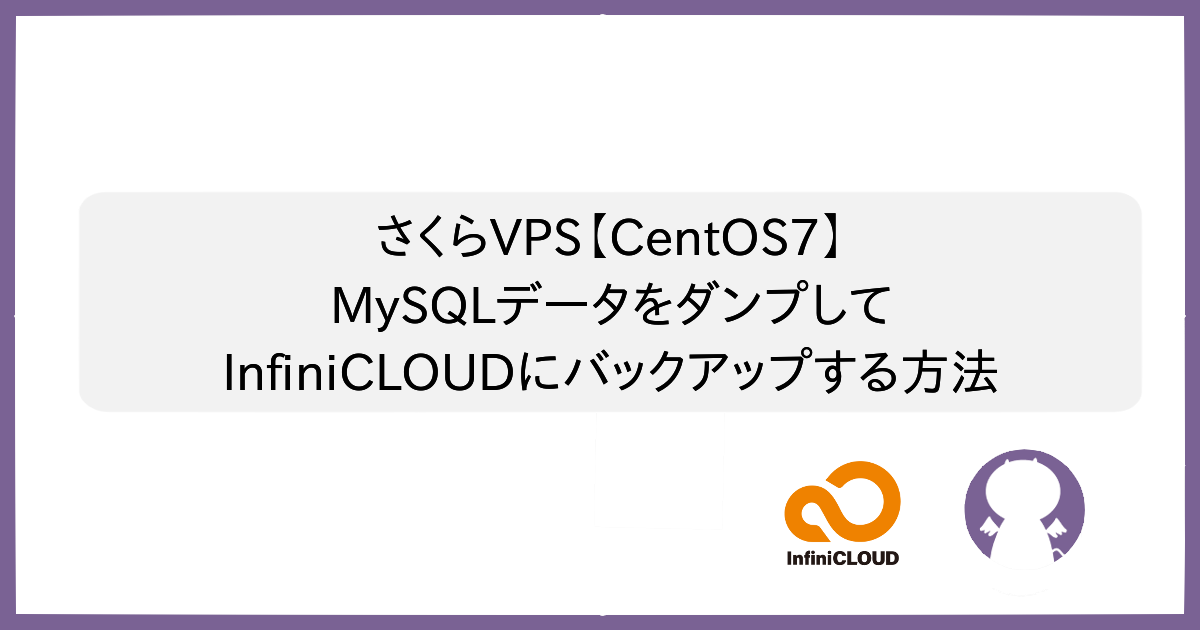 さくらVPS【CentOS7】
MySQLデータをダンプして
InfiniCLOUDにバックアップする方法
InfiniCLOUD